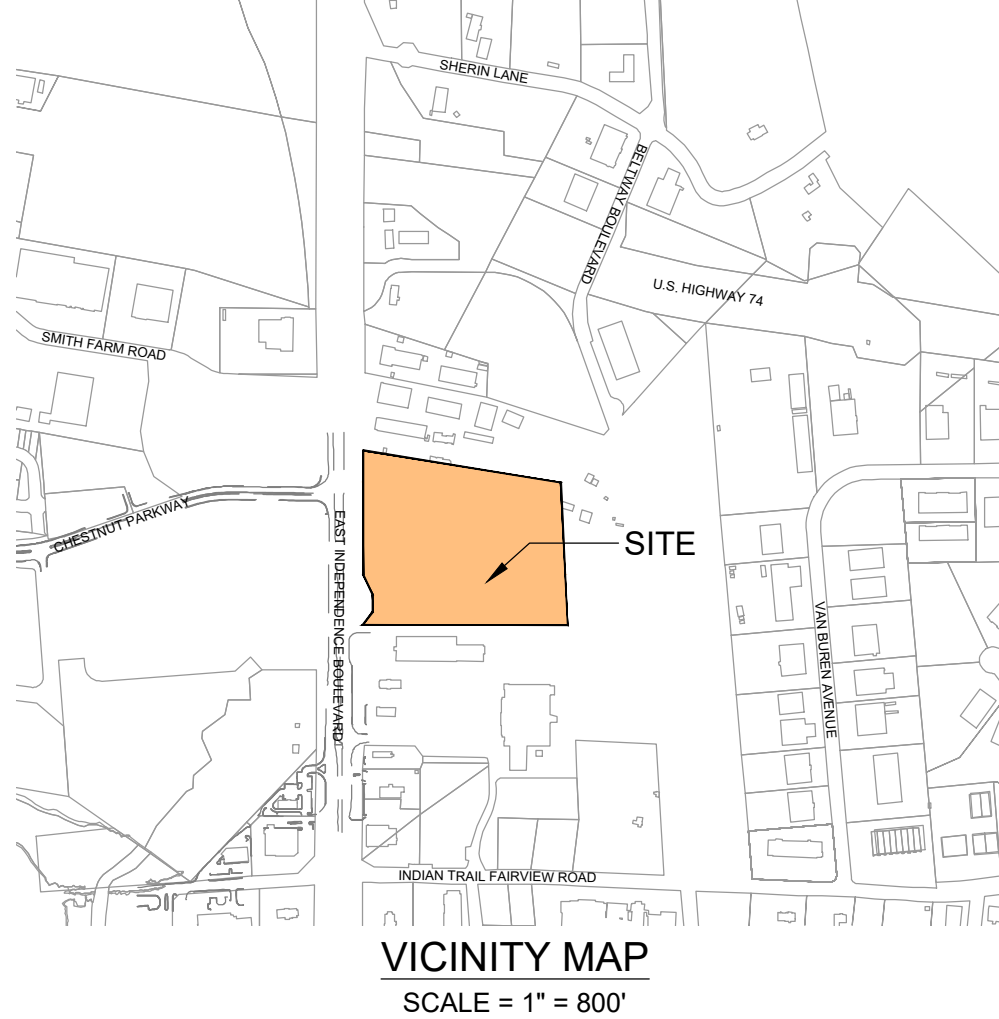 SHERIN LANE
BELTWAY BOULEVARD
U.S. HIGHWAY 74
SMITH FARM ROAD
CHESTNUT PARKWAY
EAST INDEPENDENCE BOULEVARD
SITE
VAN BUREN AVENUE
INDIAN TRAIL FAIRVIEW ROAD
VICINITY MAP
SCALE = 1" = 800'